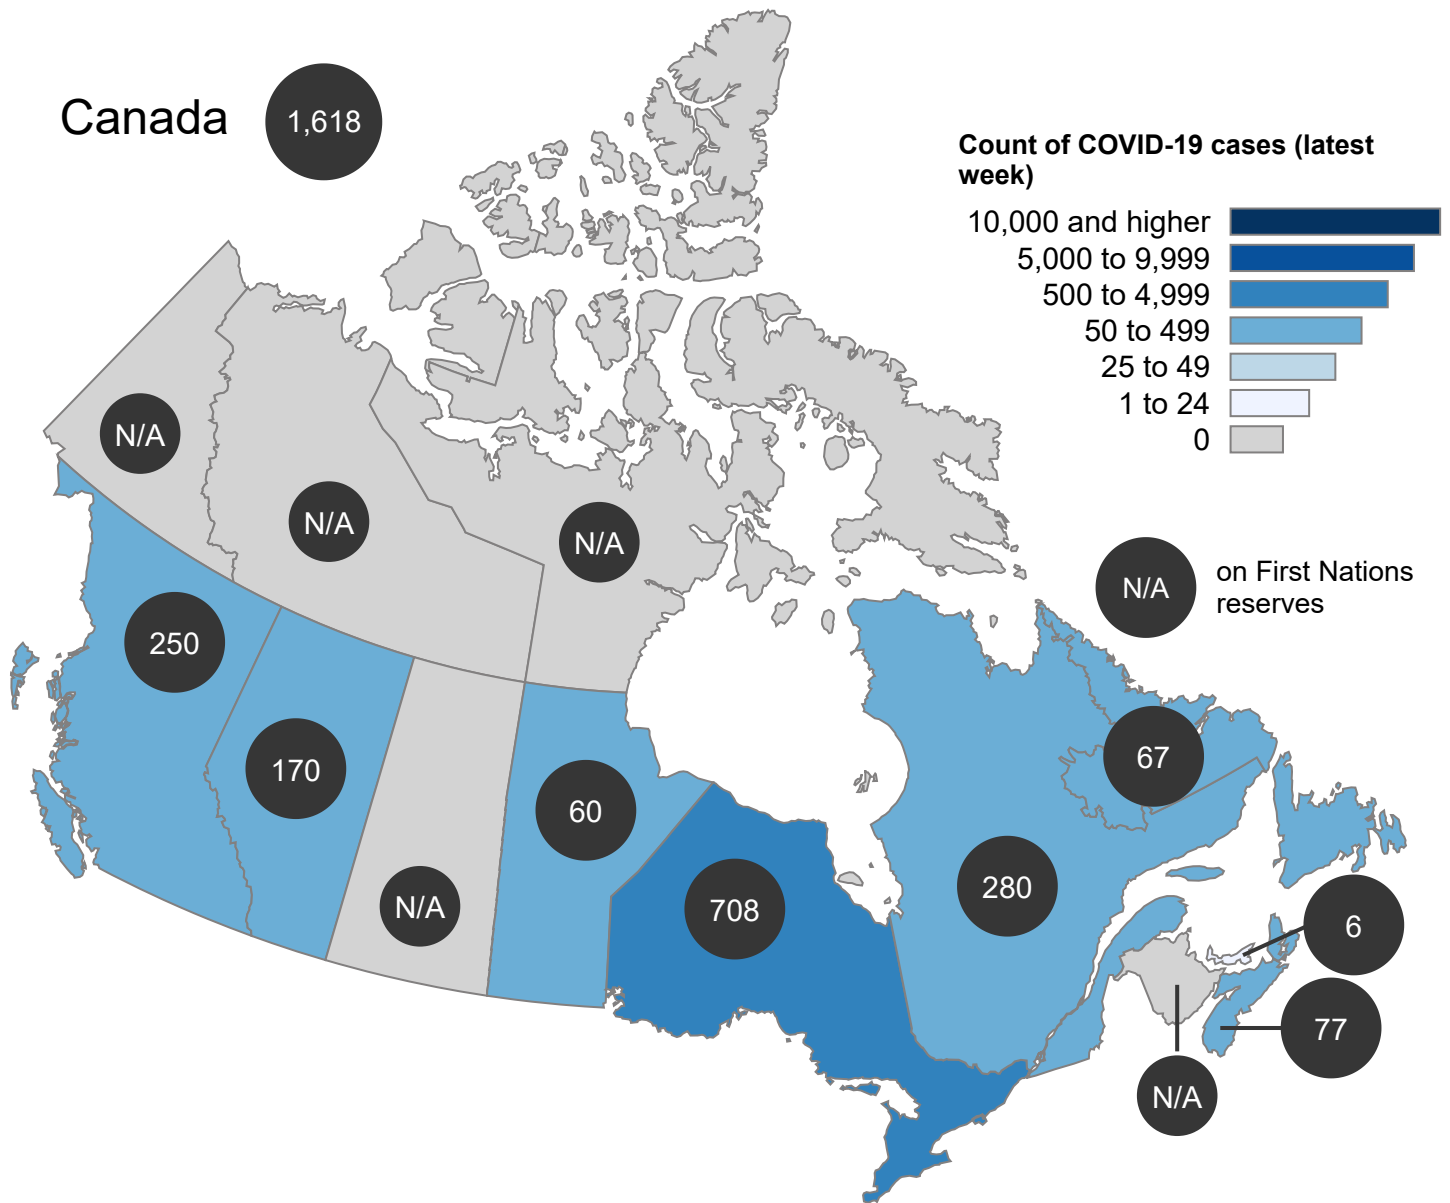 Canada
1,618
Count of COVID-19 cases (latest
week)
10,000 and higher
5,000 to 9,999
500 to 4,999
50 to 499
25 to 49
1 to 24
0
N/A
N/A
N/A
N/A
on First Nations
reserves
250
170
N/A
60
708
280
67
6
77
N/A